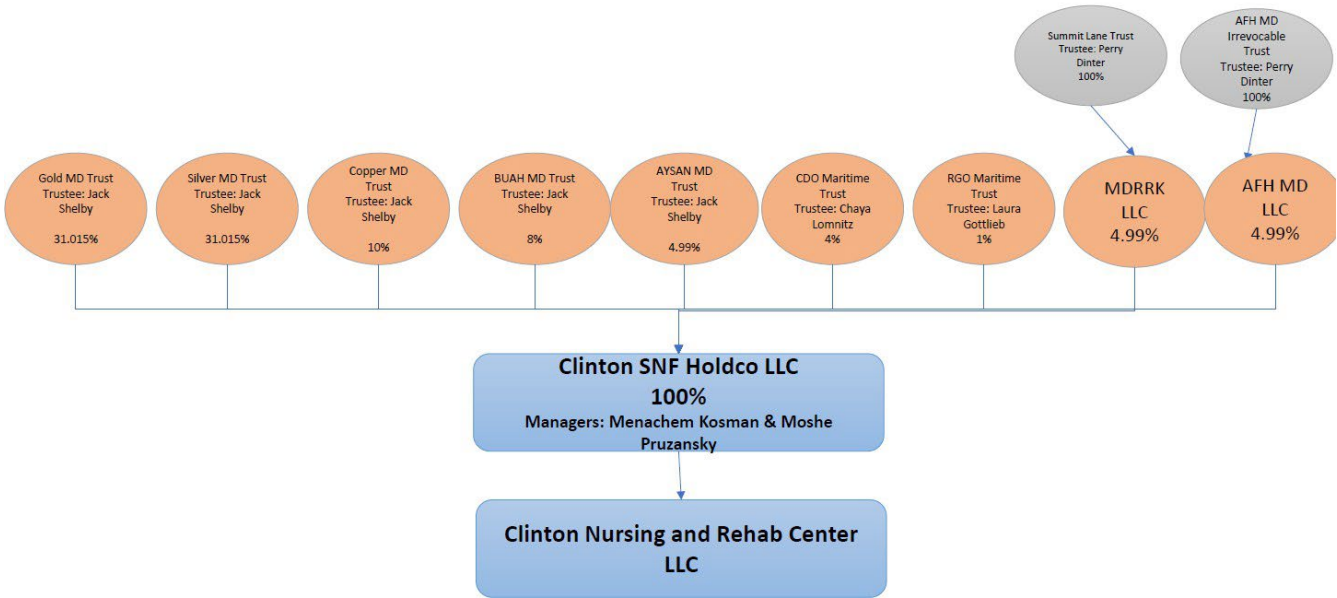 Summit Lane Trust
Trustee: Perry
Dinter
100%
AFH MD
Irrevocable
Trust
Trustee: Perry
Dinter
100%
Gold MD Trust
Trustee: Jack
Shelby
31.015%
Silver MD Trust
Trustee: Jack
Shelby
31.015%
Copper MD
Trust
Trustee: Jack
Shelby
10%
BUAH MD Trust
Trustee: Jack
Shelby
8%
AYSAN MD
Trust
Trustee: Jack
Shelby
4.99%
CDO Maritime
Trust
Trustee: Chaya
Lomnitz
4%
RGO Maritime
Trust
Trustee: Laura
Gottlieb
1%
MDRRK
LLC
4.99%
AFH MD
LLC
4.99%
Clinton SNF Holdco LLC
100%
Managers: Menachem Kosman & Moshe
Pruzansky
Clinton Nursing and Rehab Center
LLC